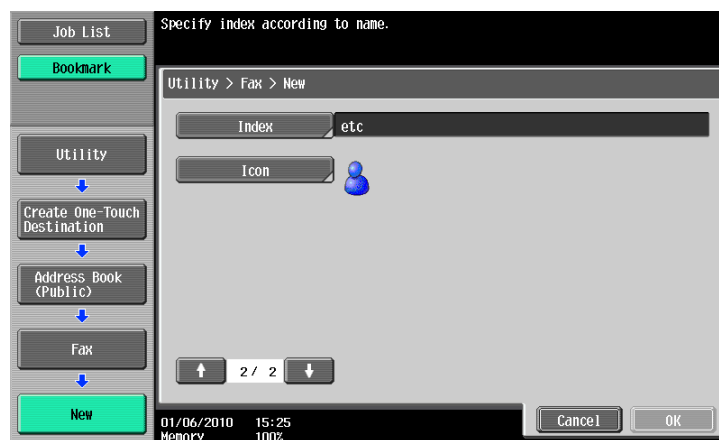 Job List
Bookmark
Utility
Create One-Touch
Destination
Address Book
(Public)
Fax
New
Specify index according to name.
Utility > Fax > New
Index
etc
Icon
2/ 2
01/06/2010 15:25
Memory 100%
Cancel
OK